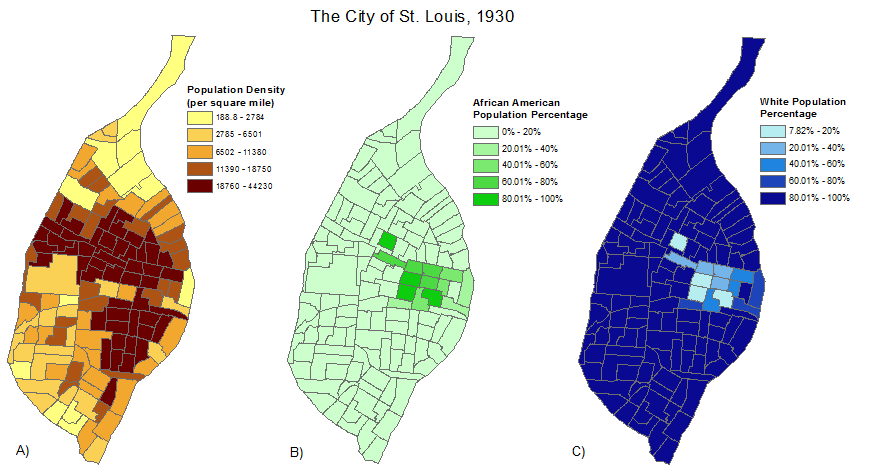 The City of St. Louis, 1930
Population Density
(per square mile)
188.8 - 2784
2785 - 6501
6502 - 11380
11390 - 18750
18760 - 44230
A)
African American
Population Percentage
0% - 20%
20.01% - 40%
40.01% - 60%
60.01% - 80%
80.01% - 100%
B)
White Population
Percentage
7.82% - 20%
20.01% - 40%
40.01% - 60%
60.01% - 80%
80.01% - 100%
C)